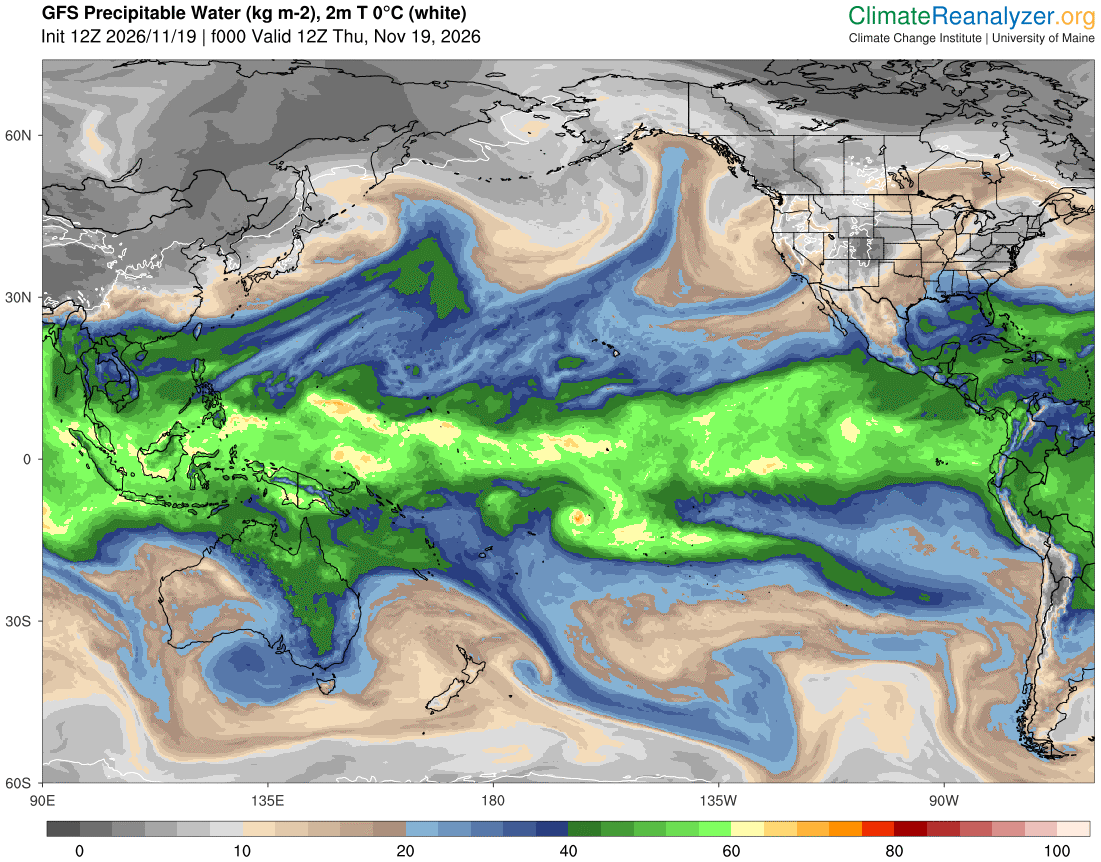 GFS Precipitable Water (kg m-2), 2m T 0°C (white)
Init 12Z 2026/11/19 | f000 Valid 12Z Thu, Nov 19, 2026
ClimateReanalyzer.org
Climate Change Institute | University of Maine
60N
30N
0
30S
60S
90E 135E 180 135W 90W
0 10 20 40 60 80 100